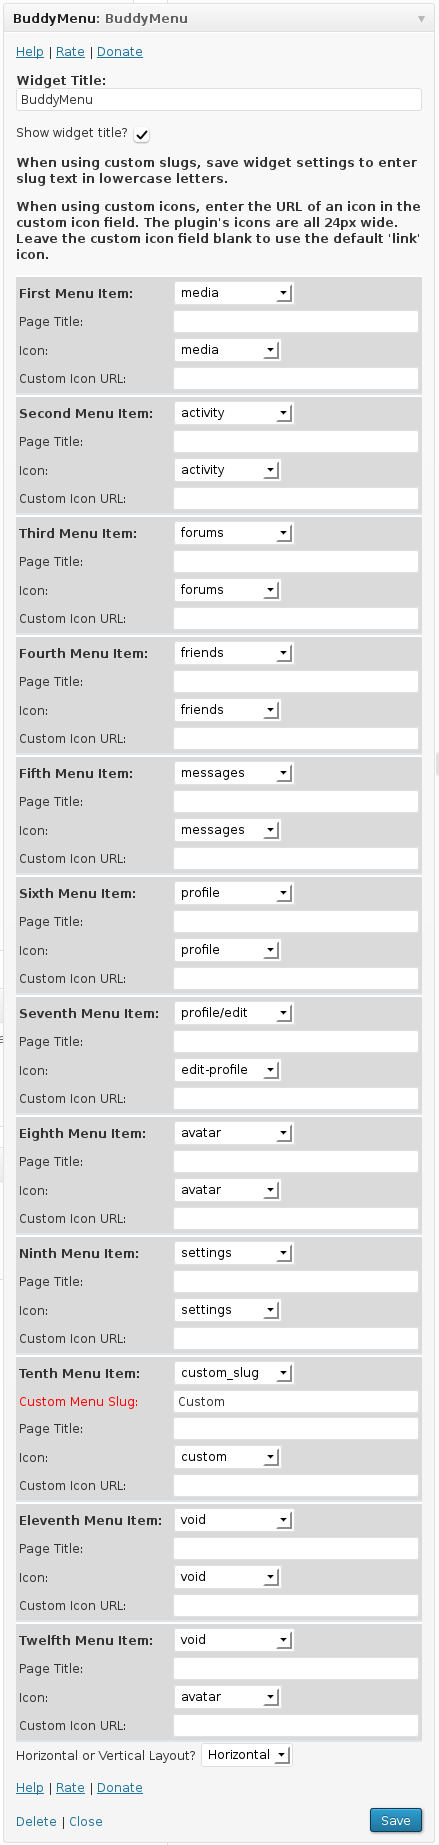 BuddyMenu: BuddyMenu
Help | Rate | Donate
Widget Title:
BuddyMenu
Show widget title?
When using custom slugs, save widget settings to enter
slug text in lowercase letters.
When using custom icons, enter the URL of an icon in the
custom icon field. The plugin's icons are all 24px wide.
Leave the custom icon field blank to use the default 'link'
icon.
First Menu Item: media
Page Title:
Icon: media
Custom Icon URL:
Second Menu Item: activity
Page Title:
Icon: activity
Custom Icon URL:
Third Menu Item: forums
Page Title:
Icon: forums
Custom Icon URL:
Fourth Menu Item: friends
Page Title:
Icon: friends
Custom Icon URL:
Fifth Menu Item: messages
Page Title:
Icon: messages
Custom Icon URL:
Sixth Menu Item: profile
Page Title:
Icon: profile
Custom Icon URL:
Seventh Menu Item: profile/edit
Page Title:
Icon: edit-profile
Custom Icon URL:
Eighth Menu Item: avatar
Page Title:
Icon: avatar
Custom Icon URL:
Ninth Menu Item: settings
Page Title:
Icon: settings
Custom Icon URL:
Tenth Menu Item: custom_slug
Custom Menu Slug: Custom
Page Title:
Icon: custom
Custom Icon URL:
Eleventh Menu Item: void
Page Title:
Icon: void
Custom Icon URL:
Twelfth Menu Item: void
Page Title:
Icon: avatar
Custom Icon URL:
Horizontal or Vertical Layout? Horizontal
Help | Rate | Donate
Delete | Close Save